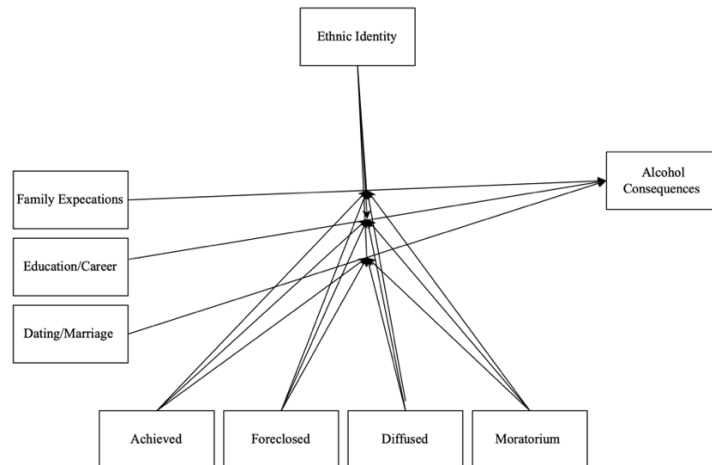 Ethnic Identity
Alcohol
Consequences
Family Expecations
Education/Career
Dating/Marriage
Achieved
Foreclosed
Diffused
Moratorium